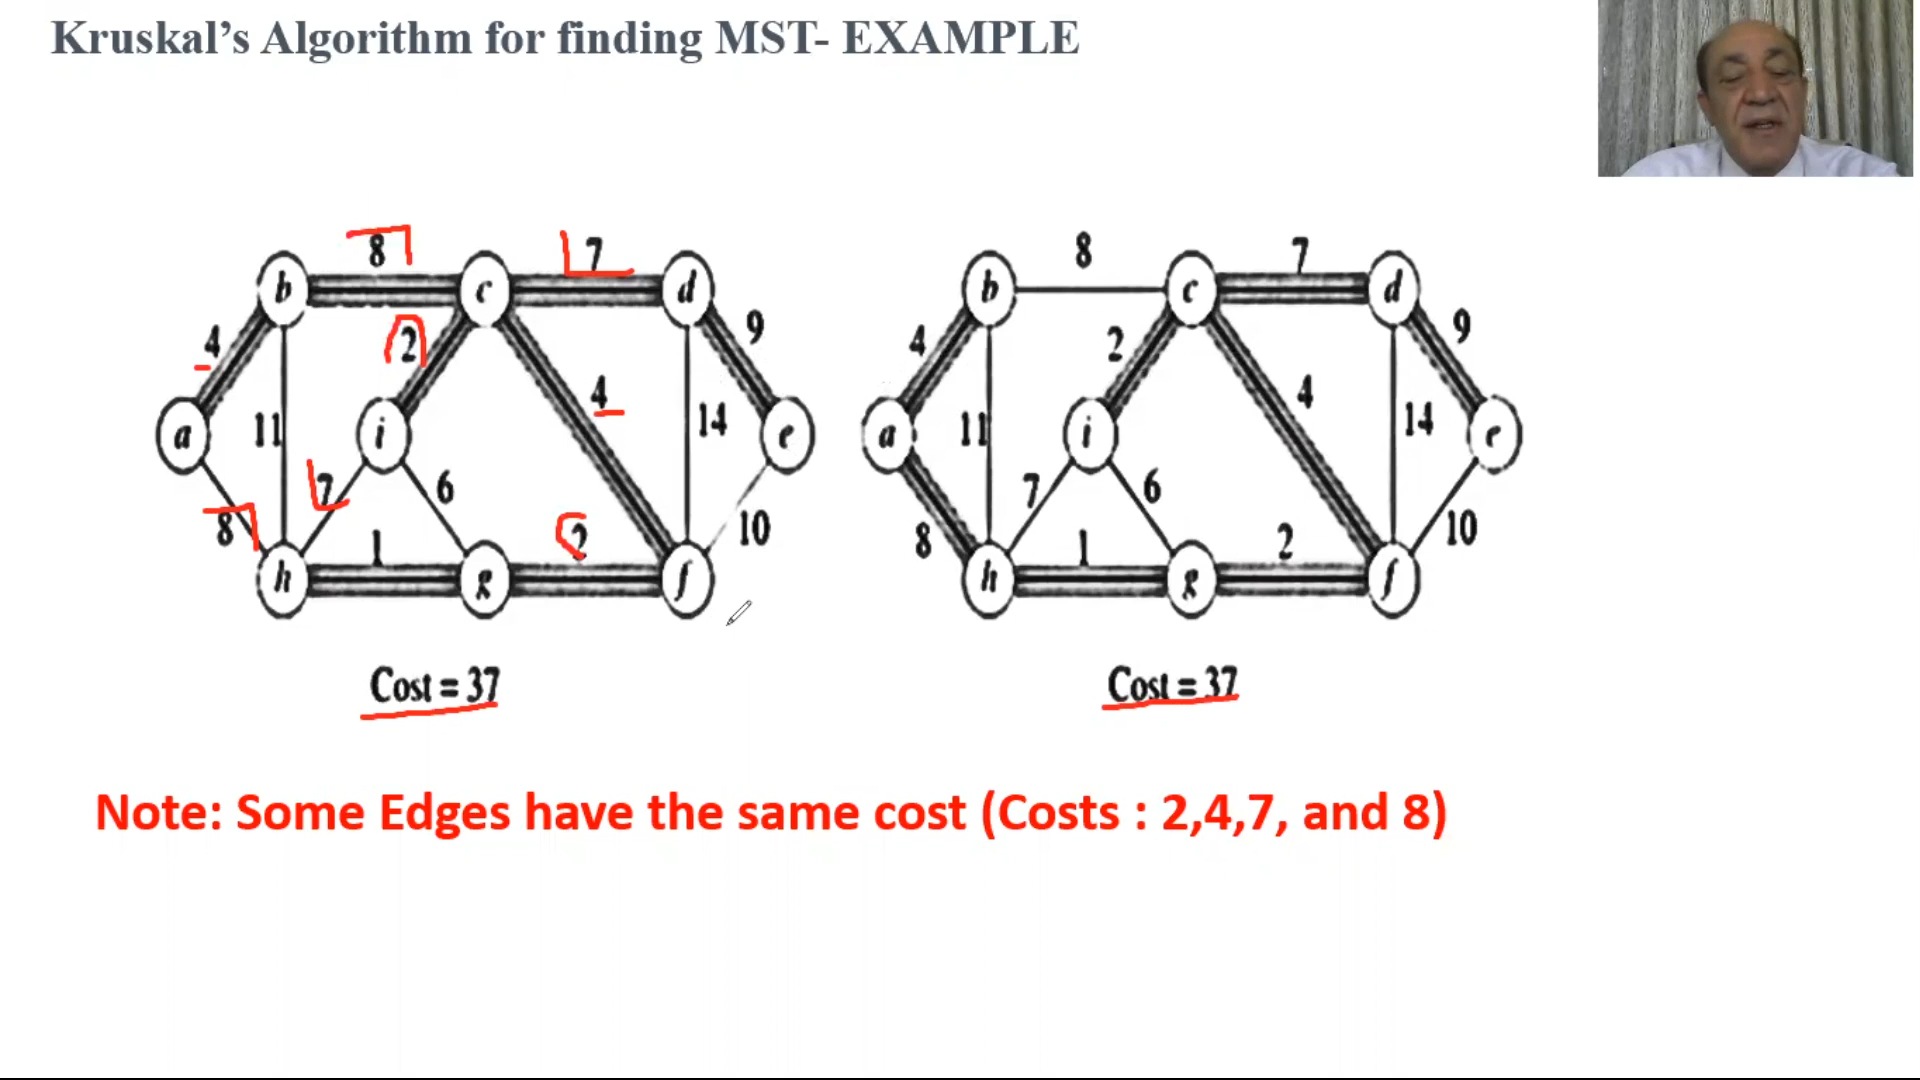 Kruskal's Algorithm for finding MST- EXAMPLE
8 7
b c d
4 2 9
4
a 11 i 14 e
7 6
8 1 2 10
h g f
Cost = 37
8 7
b c d
4 2 9
4
a 11 i 14 e
7 6
8 1 2 10
h g f
Cost = 37
Note: Some Edges have the same cost (Costs : 2,4,7, and 8)